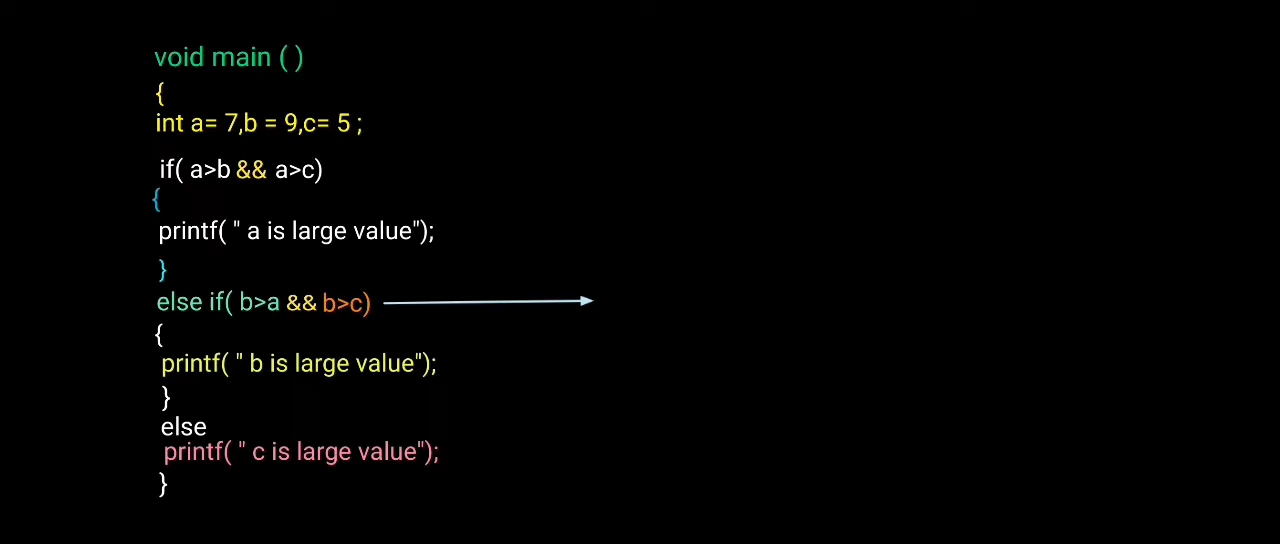 void main ( )
{
int a= 7,b = 9,c= 5 ;
if( a>b && a>c)
{
printf( " a is large value");
}
else if( b>a && b>c)
{
printf( " b is large value");
}
else
printf( " c is large value");
}